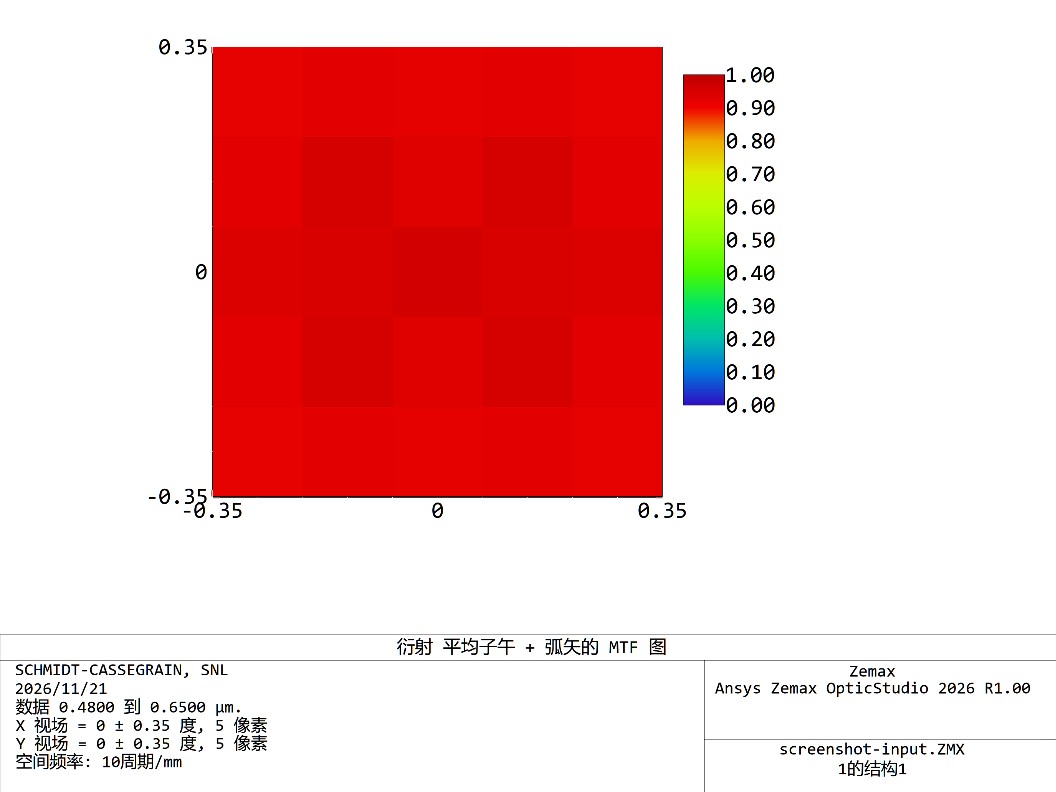 0.35
0
-0.35
-0.35
0
0.35
1.00
0.90
0.80
0.70
0.60
0.50
0.40
0.30
0.20
0.10
0.00
衍射 平均子午 + 弧矢的 MTF 图
SCHMIDT-CASSEGRAIN, SNL
2026/11/21
数据 0.4800 到 0.6500 µm.
X 视场 = 0 ± 0.35 度, 5 像素
Y 视场 = 0 ± 0.35 度, 5 像素
空间频率: 10周期/mm
Zemax
Ansys Zemax OpticStudio 2026 R1.00
screenshot-input.ZMX
1的结构1